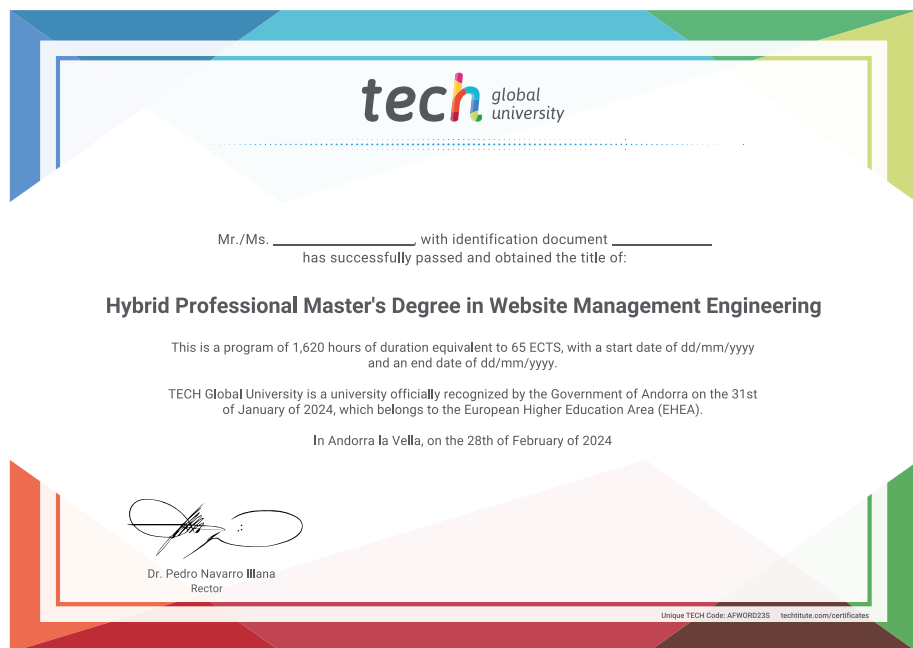 tech global
university
Mr./Ms. ____________, with identification document ____________
has successfully passed and obtained the title of:
Hybrid Professional Master's Degree in Website Management Engineering
This is a program of 1,620 hours of duration equivalent to 65 ECTS, with a start date of dd/mm/yyyy
and an end date of dd/mm/yyyy.
TECH Global University is a university officially recognized by the Government of Andorra on the 31st
of January of 2024, which belongs to the European Higher Education Area (EHEA).
In Andorra la Vella, on the 28th of February of 2024
Dr. Pedro Navarro Illana
Rector
Unique TECH Code: AFWORD23S techtitute.com/certificates